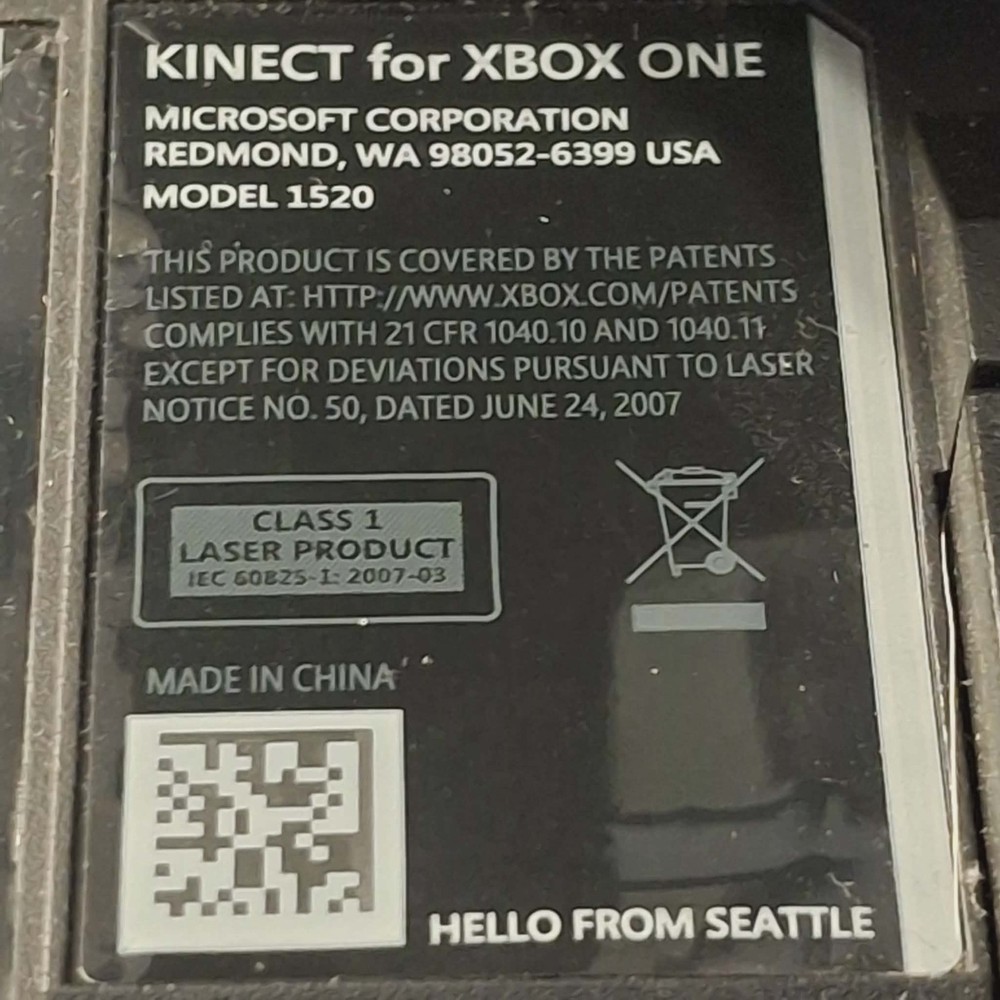 KINECT for XBOX ONE
MICROSOFT CORPORATION
REDMOND, WA 98052-6399 USA
MODEL 1520
THIS PRODUCT IS COVERED BY THE PATENTS
LISTED AT: HTTP://WWW.XBOX.COM/PATENTS
COMPLIES WITH 21 CFR 1040.10 AND 1040.11
EXCEPT FOR DEVIATIONS PURSUANT TO LASER
NOTICE NO. 50, DATED JUNE 24, 2007
CLASS 1
LASER PRODUCT
IEC 60825-1: 2007-03
MADE IN CHINA
HELLO FROM SEATTLE